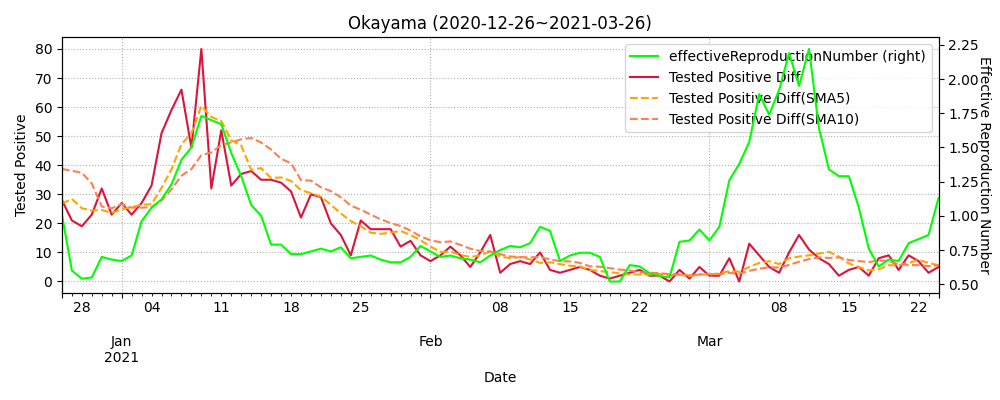 Okayama (2020-12-26~2021-03-26)
effectiveReproductionNumber (right)
Tested Positive Diff
Tested Positive Diff(SMA5)
Tested Positive Diff(SMA10)
Tested Positive
80
70
60
50
40
30
20
10
0
Effective Reproduction Number
2.25
2.00
1.75
1.50
1.25
1.00
0.75
0.50
28 04 11 18 25 08 15 22 08 15 22
Jan Feb Mar
2021
Date